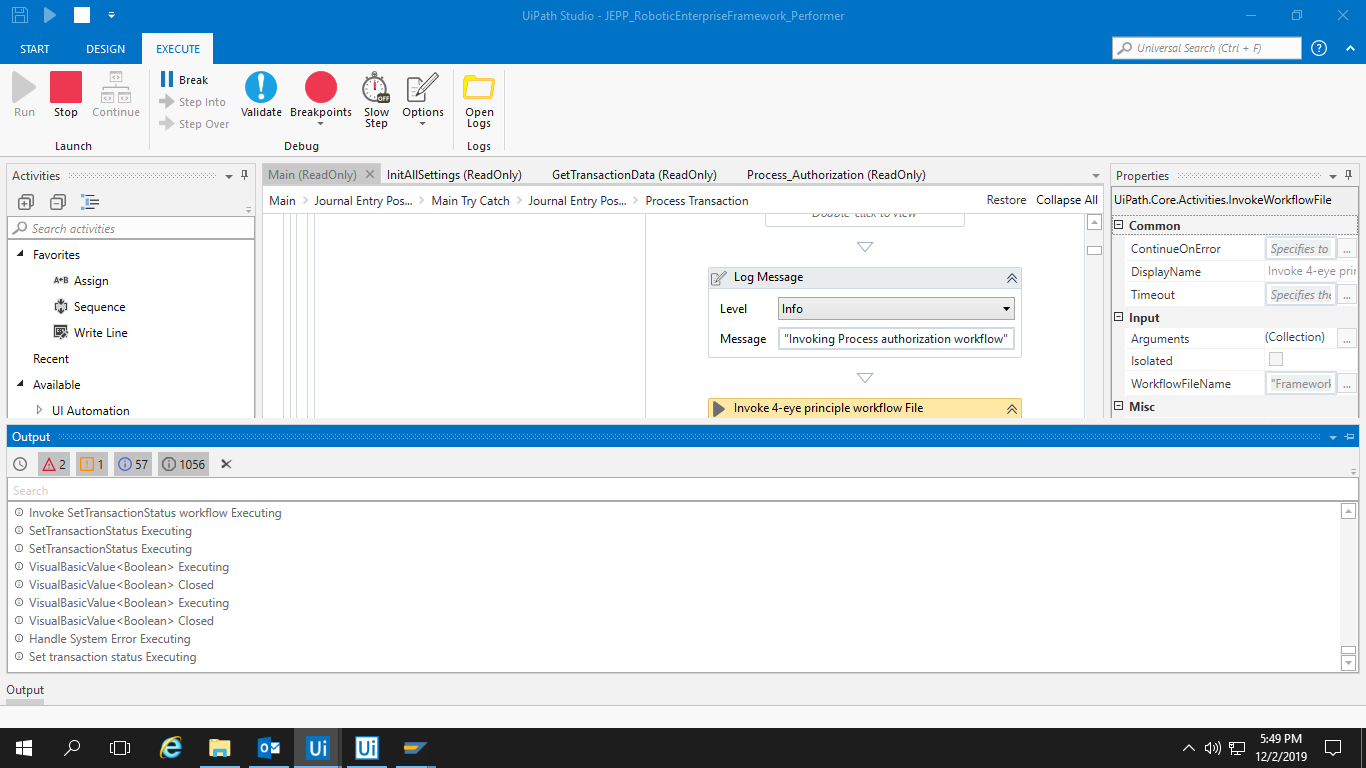 UiPath Studio - JEPP_RoboticEnterpriseFramework_Performer
START DESIGN EXECUTE
Universal Search (Ctrl + F)
Run Stop Continue
Break
Step Into
Step Over
Validate Breakpoints Slow Step Options
OFF
Open Logs
Launch Debug Logs
Activities
Search activities
Favorites
A+B Assign
Sequence
Write Line
Recent
Available
UI Automation
Main (ReadOnly) InitAllSettings (ReadOnly) GetTransactionData (ReadOnly) Process_Authorization (ReadOnly)
Main Journal Entry Pos... Main Try Catch Journal Entry Pos... Process Transaction Restore Collapse All
Double-click to view
Log Message
Level Info
Message "Invoking Process authorization workflow"
Invoke 4-eye principle workflow File
Properties
UiPath.Core.Activities.InvokeWorkflowFile
Common
ContinueOnError Specifies to ...
DisplayName Invoke 4-eye prin
Timeout Specifies the ...
Input
Arguments (Collection) ...
Isolated
WorkflowFileName "Framework ...
Misc
Output
2 1 57 1056
Search
Invoke SetTransactionStatus workflow Executing
SetTransactionStatus Executing
SetTransactionStatus Executing
VisualBasicValue<Boolean> Executing
VisualBasicValue<Boolean> Closed
VisualBasicValue<Boolean> Executing
VisualBasicValue<Boolean> Closed
Handle System Error Executing
Set transaction status Executing
Output
Ui Ui
5:49 PM
12/2/2019